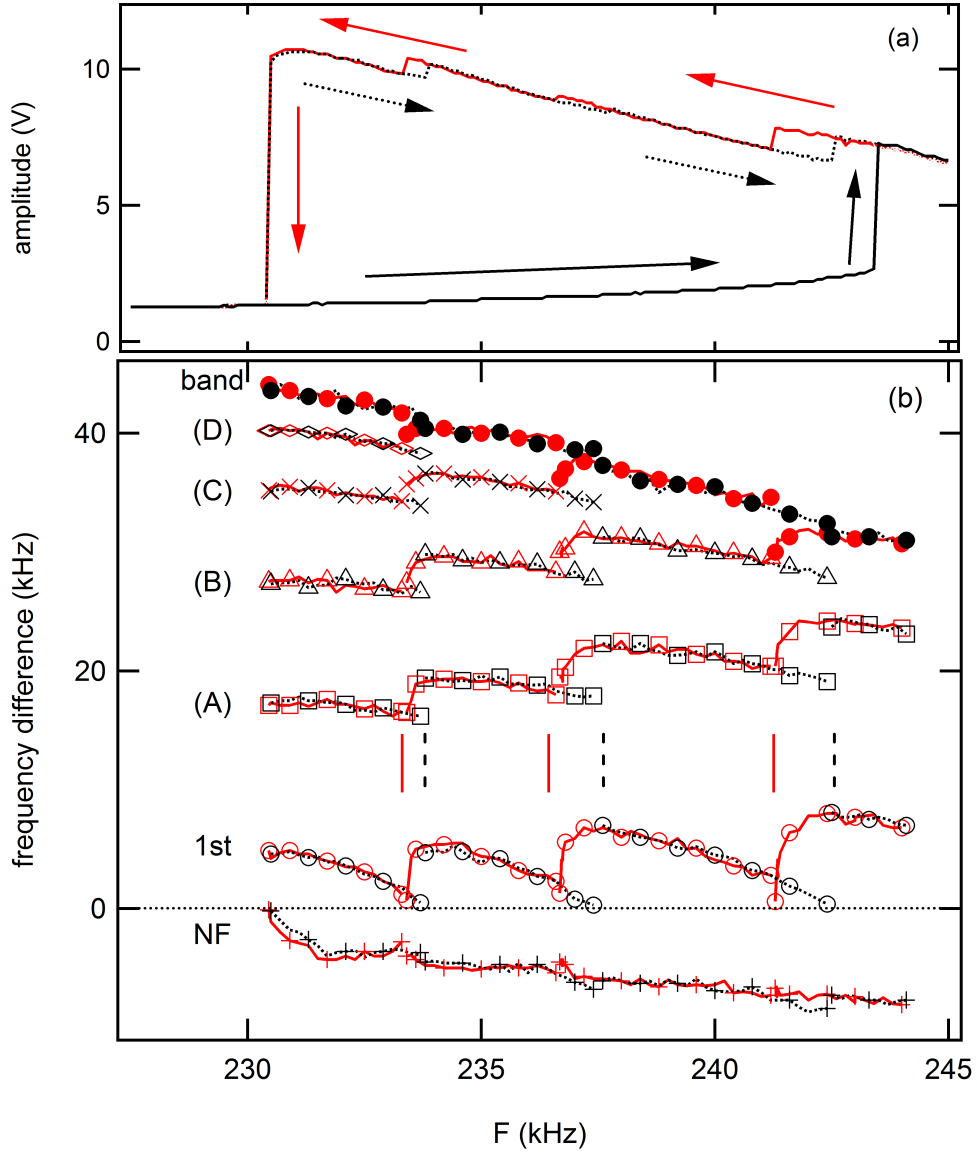 (a)
10
5
0
amplitude (V)
(b)
band
40
(D)
(C)
(B)
20
(A)
1st
0
NF
frequency difference (kHz)
230
235
240
245
F (kHz)